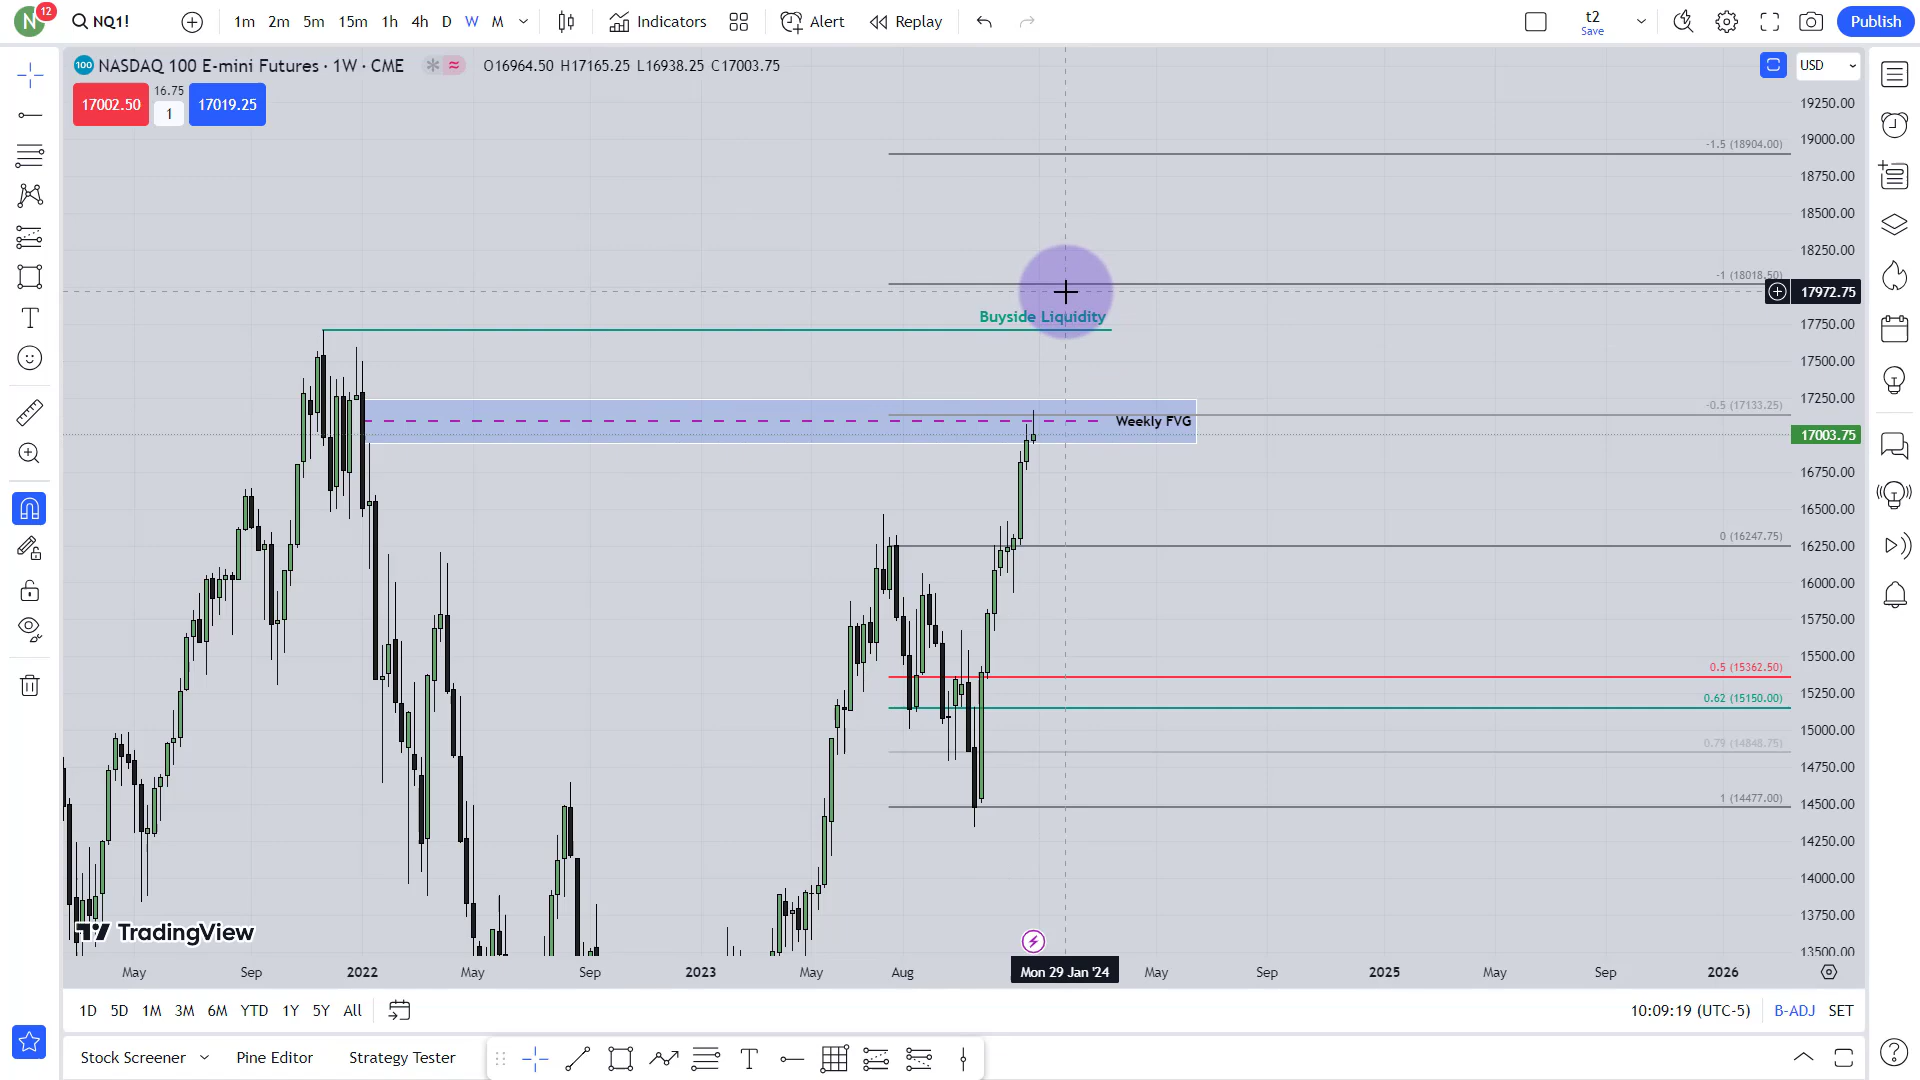 N
12
NQ1!
1m 2m 5m 15m 1h 4h D W M
Indicators
Alert
Replay
t2
Save
Publish
100 NASDAQ 100 E-mini Futures · 1W · CME
O16964.50 H17165.25 L16938.25 C17003.75
USD
17002.50
16.75
1
17019.25
19250.00
19000.00
-1.5 (18904.00)
18750.00
18500.00
18250.00
-1 (18018.50)
17972.75
Buyside Liquidity
17750.00
17500.00
17250.00
-0.5 (17133.25)
Weekly FVG
17003.75
16750.00
16500.00
0 (16247.75)
16250.00
16000.00
15750.00
15500.00
0.5 (15362.50)
15250.00
0.62 (15150.00)
15000.00
0.79 (14848.75)
14750.00
1 (14477.00)
14500.00
14250.00
14000.00
13750.00
TradingView
13500.00
May Sep 2022 May Sep 2023 May Aug Mon 29 Jan '24 May Sep 2025 May Sep 2026
1D 5D 1M 3M 6M YTD 1Y 5Y All
10:09:19 (UTC-5) B-ADJ SET
Stock Screener Pine Editor Strategy Tester